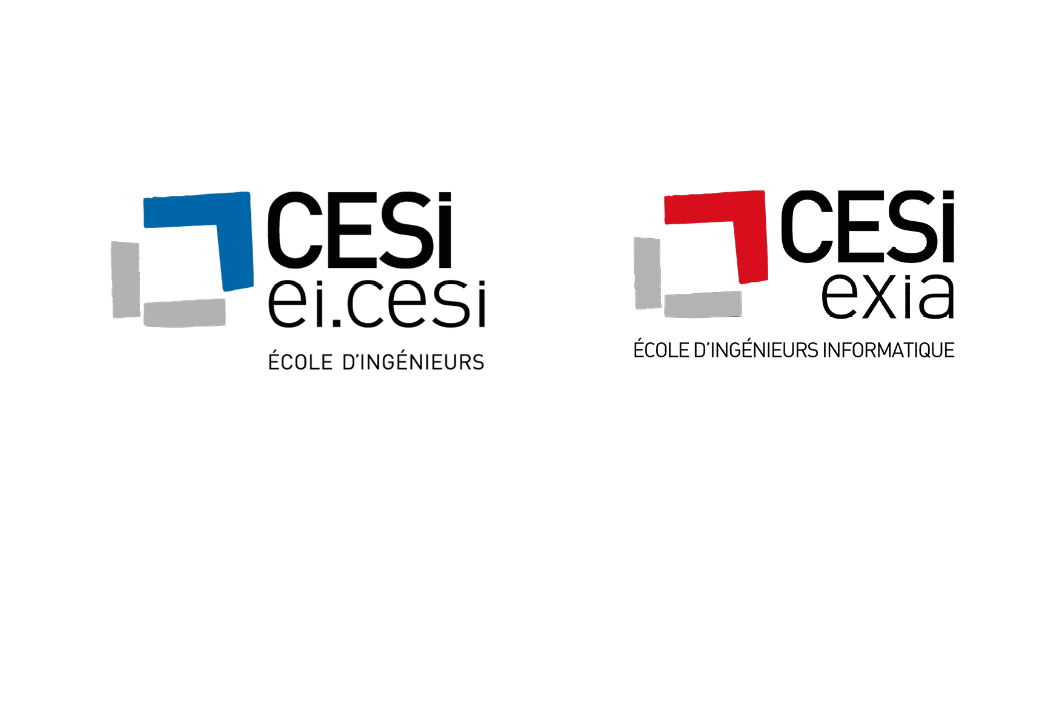 CESi
ei.cesi
ÉCOLE D'INGÉNIEURS
CESi
exia
ÉCOLE D'INGÉNIEURS INFORMATIQUE